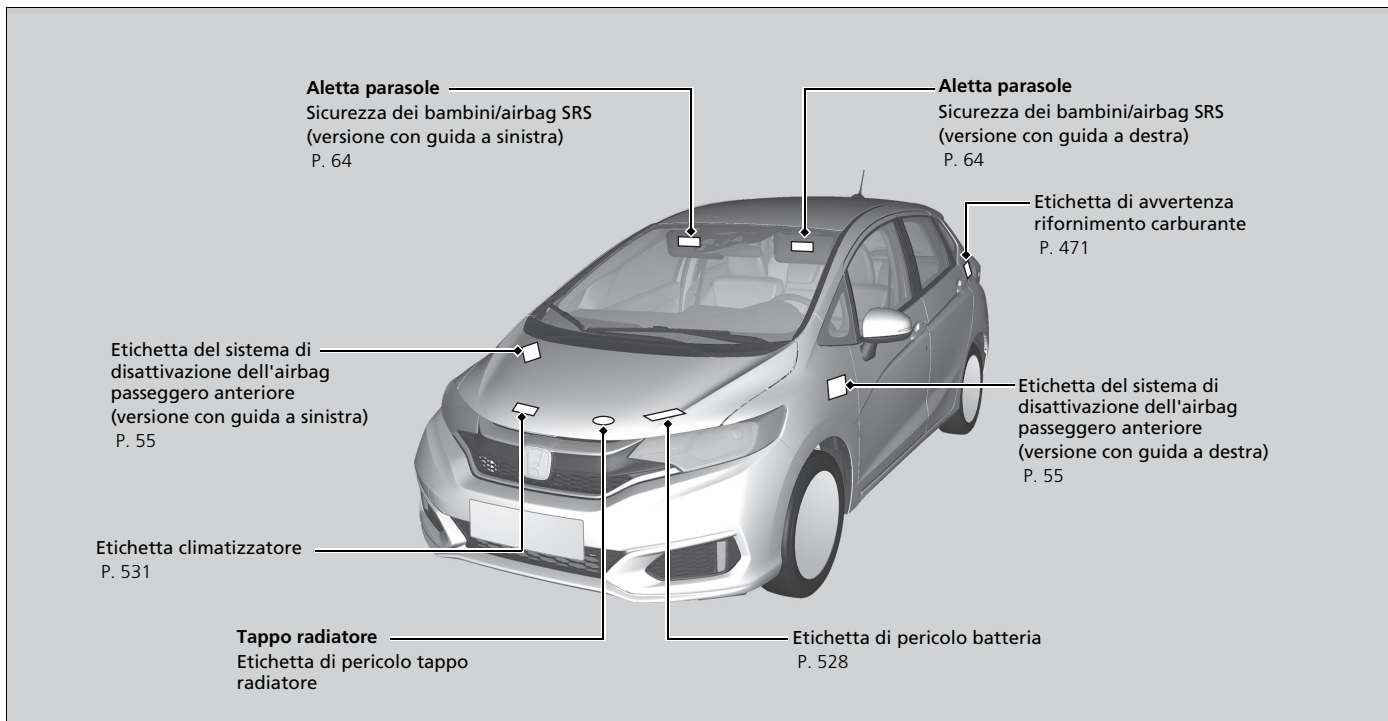 Aletta parasole
Sicurezza dei bambini/airbag SRS
(versione con guida a sinistra)
P. 64
Aletta parasole
Sicurezza dei bambini/airbag SRS
(versione con guida a destra)
P. 64
Etichetta di avvertenza
rifornimento carburante
P. 471
Etichetta del sistema di
disattivazione dell'airbag
passeggero anteriore
(versione con guida a sinistra)
P. 55
Etichetta del sistema di
disattivazione dell'airbag
passeggero anteriore
(versione con guida a destra)
P. 55
Etichetta climatizzatore
P. 531
Tappo radiatore
Etichetta di pericolo tappo
radiatore
Etichetta di pericolo batteria
P. 528